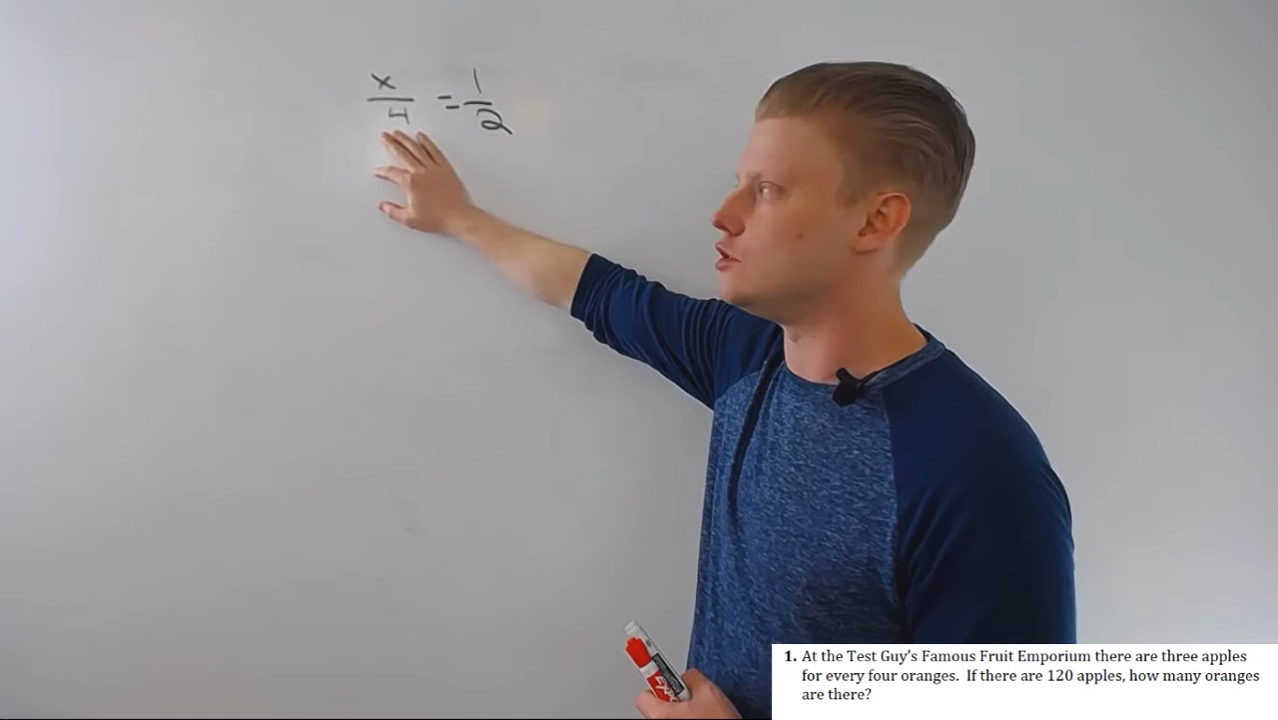 x/4 = 1/2
1. At the Test Guy's Famous Fruit Emporium there are three apples
for every four oranges. If there are 120 apples, how many oranges
are there?